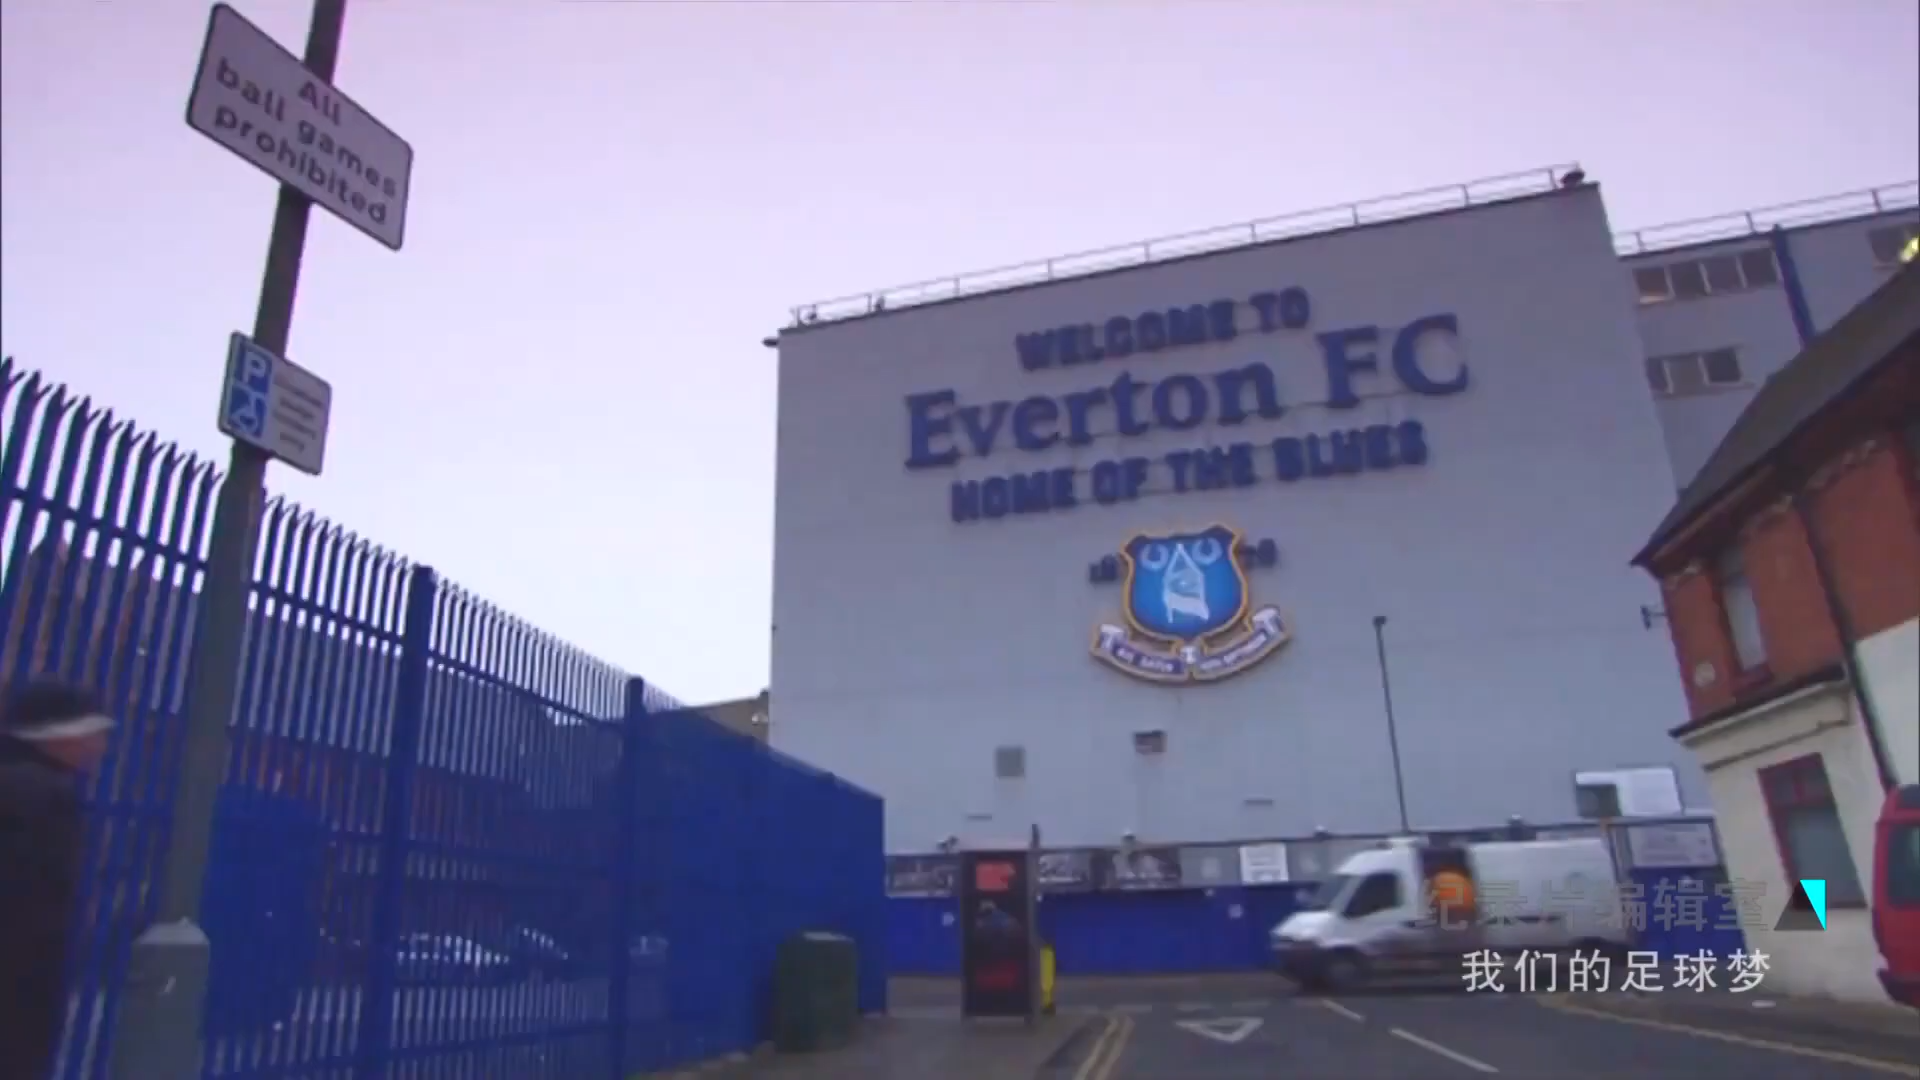 All
ball games
prohibited
P
WELCOME TO
Everton FC
HOME OF THE BLUES
纪录片编辑室
我们的足球梦